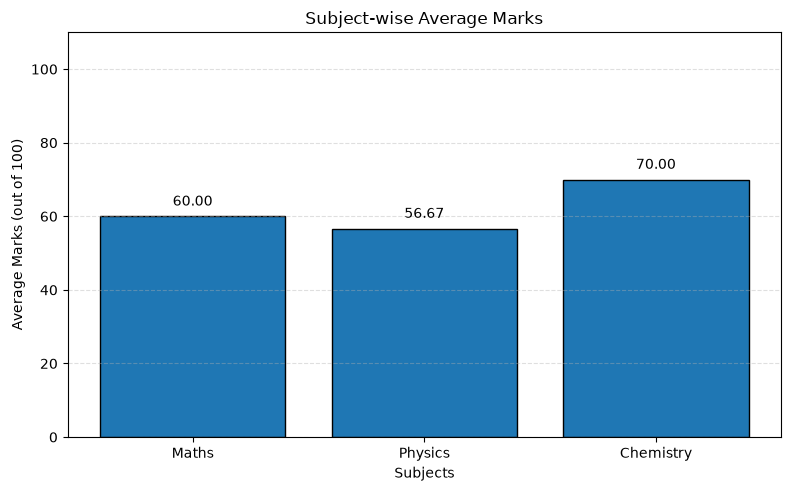 Subject-wise Average Marks
Average Marks (out of 100)
100
80
60
40
20
0
60.00
56.67
70.00
Maths
Physics
Chemistry
Subjects